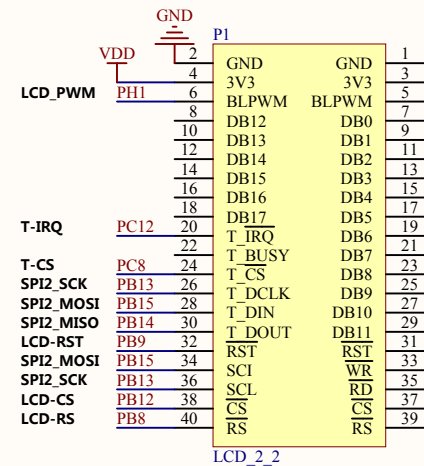 GND
P1
VDD 2 GND GND 1
4 3V3 3V3 3
LCD_PWM PH1 6 BLPWM BLPWM 5
8 DB12 DB0 7
10 DB13 DB1 9
12 DB14 DB2 11
14 DB15 DB3 13
16 DB16 DB4 15
18 DB17 DB5 17
T-IRQ PC12 20 T_IRQ DB6 19
22 T_BUSY DB7 21
T-CS PC8 24 T_CS DB8 23
SPI2_SCK PB13 26 T_DCLK DB9 25
SPI2_MOSI PB15 28 T_DIN DB10 27
SPI2_MISO PB14 30 T_DOUT DB11 29
LCD-RST PB9 32 RST RST 31
SPI2_MOSI PB15 34 SCI WR 33
SPI2_SCK PB13 36 SCL RD 35
LCD-CS PB12 38 CS CS 37
LCD-RS PB8 40 RS RS 39
LCD_2_2